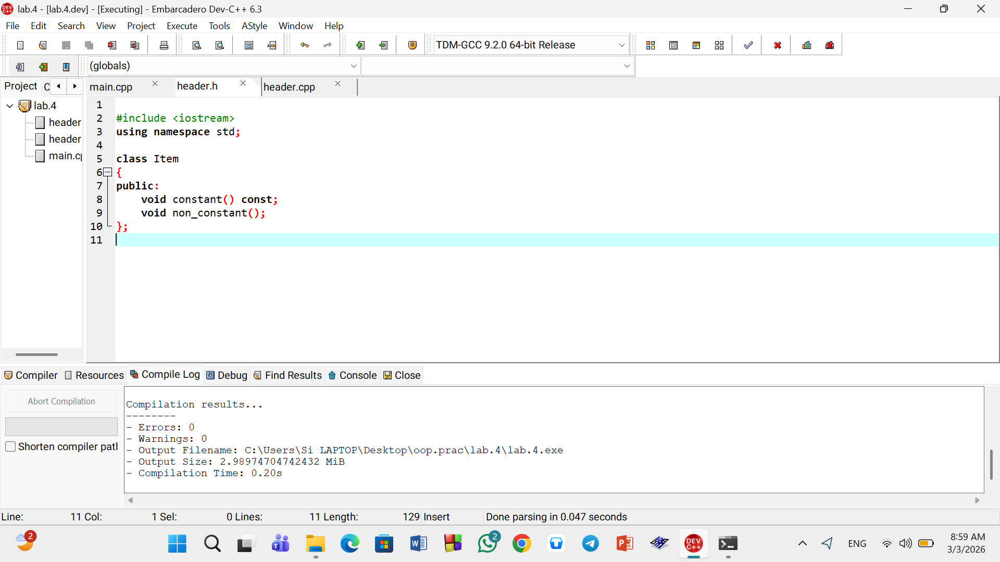 lab.4 - [lab.4.dev] - [Executing] - Embarcadero Dev-C++ 6.3
File Edit Search View Project Execute Tools AStyle Window Help
TDM-GCC 9.2.0 64-bit Release
(globals)
Project C main.cpp header.h header.cpp
lab.4
header
header
main.cp
1
2 #include <iostream>
3 using namespace std;
4
5 class Item
6 {
7 public:
8 void constant() const;
9 void non_constant();
10 };
11
Compiler Resources Compile Log Debug Find Results Console Close
Abort Compilation
Shorten compiler path
Compilation results...
--------
- Errors: 0
- Warnings: 0
- Output Filename: C:\Users\Si LAPTOP\Desktop\oop.prac\lab.4\lab.4.exe
- Output Size: 2.98974704742432 MiB
- Compilation Time: 0.20s
Line: 11 Col: 1 Sel: 0 Lines: 11 Length: 129 Insert Done parsing in 0.047 seconds
2
2
DEV C++
ENG
8:59 AM
3/3/2026